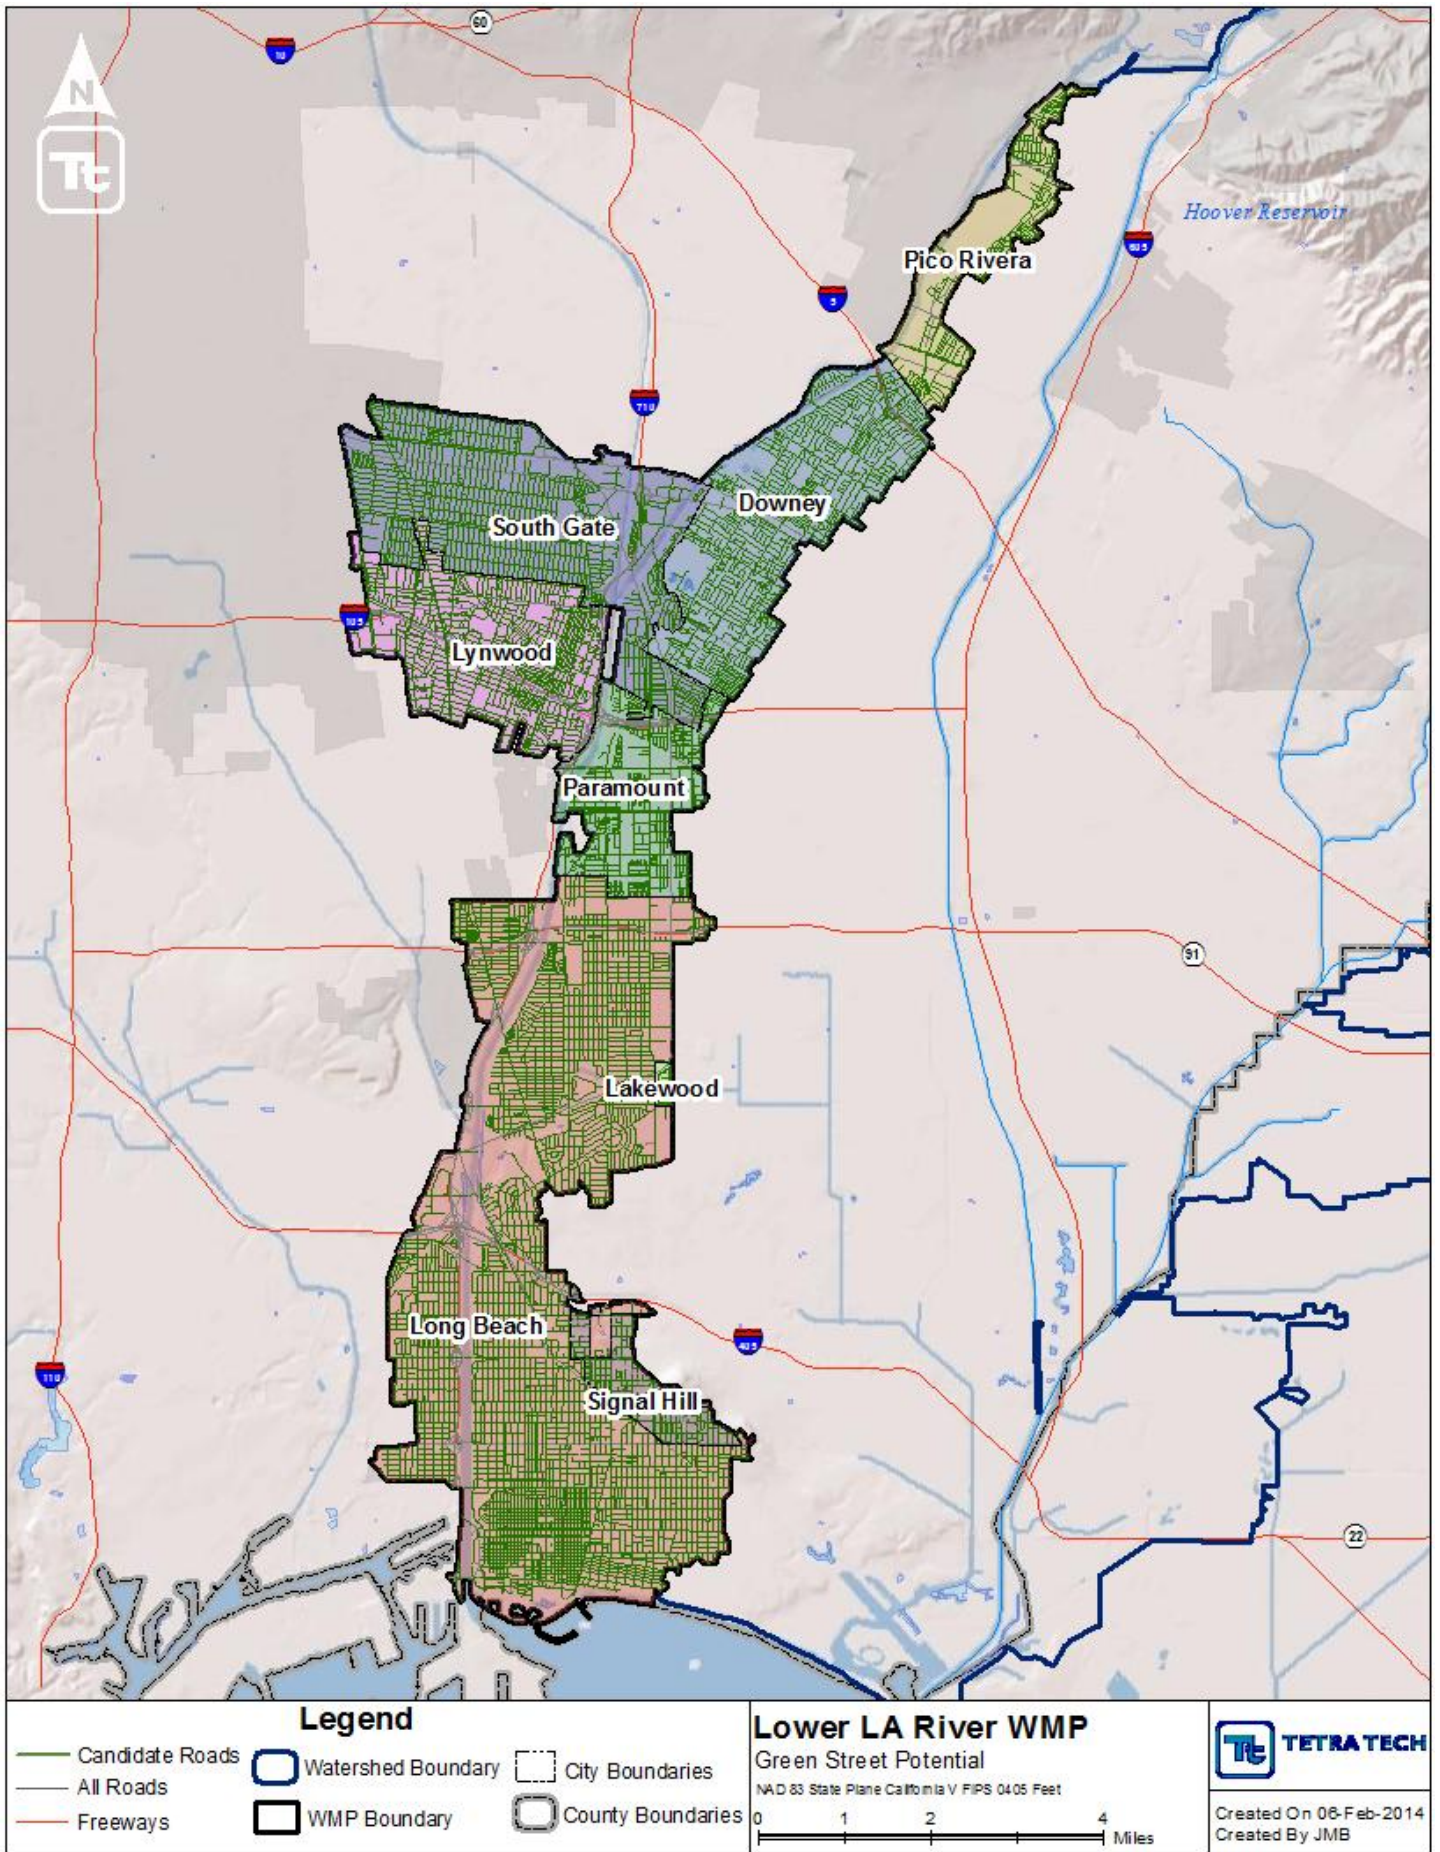 60
10
N
Tt
Hoover Reservoir
605
Pico Rivera
5
710
Downey
South Gate
105
Lynwood
Paramount
91
Lakewood
Long Beach
405
110
Signal Hill
22
Legend
Candidate Roads
All Roads
Freeways
Watershed Boundary
WMP Boundary
City Boundaries
County Boundaries
Lower LA River WMP
Green Street Potential
NAD 83 State Plane California V FIPS 0405 Feet
0 1 2 4
Miles
Tt TETRA TECH
Created On 06-Feb-2014
Created By JMB